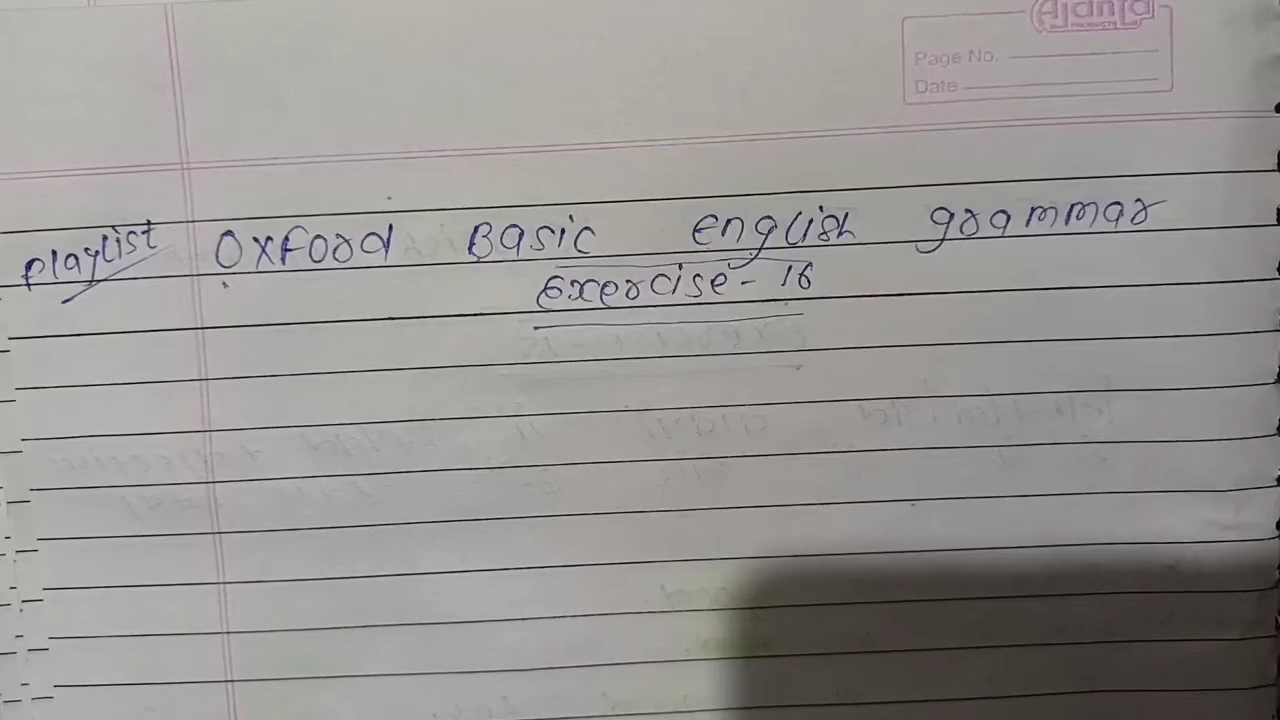 Ajanta
Page No.
Date
Playlist Oxford Basic English grammar
Exercise - 16